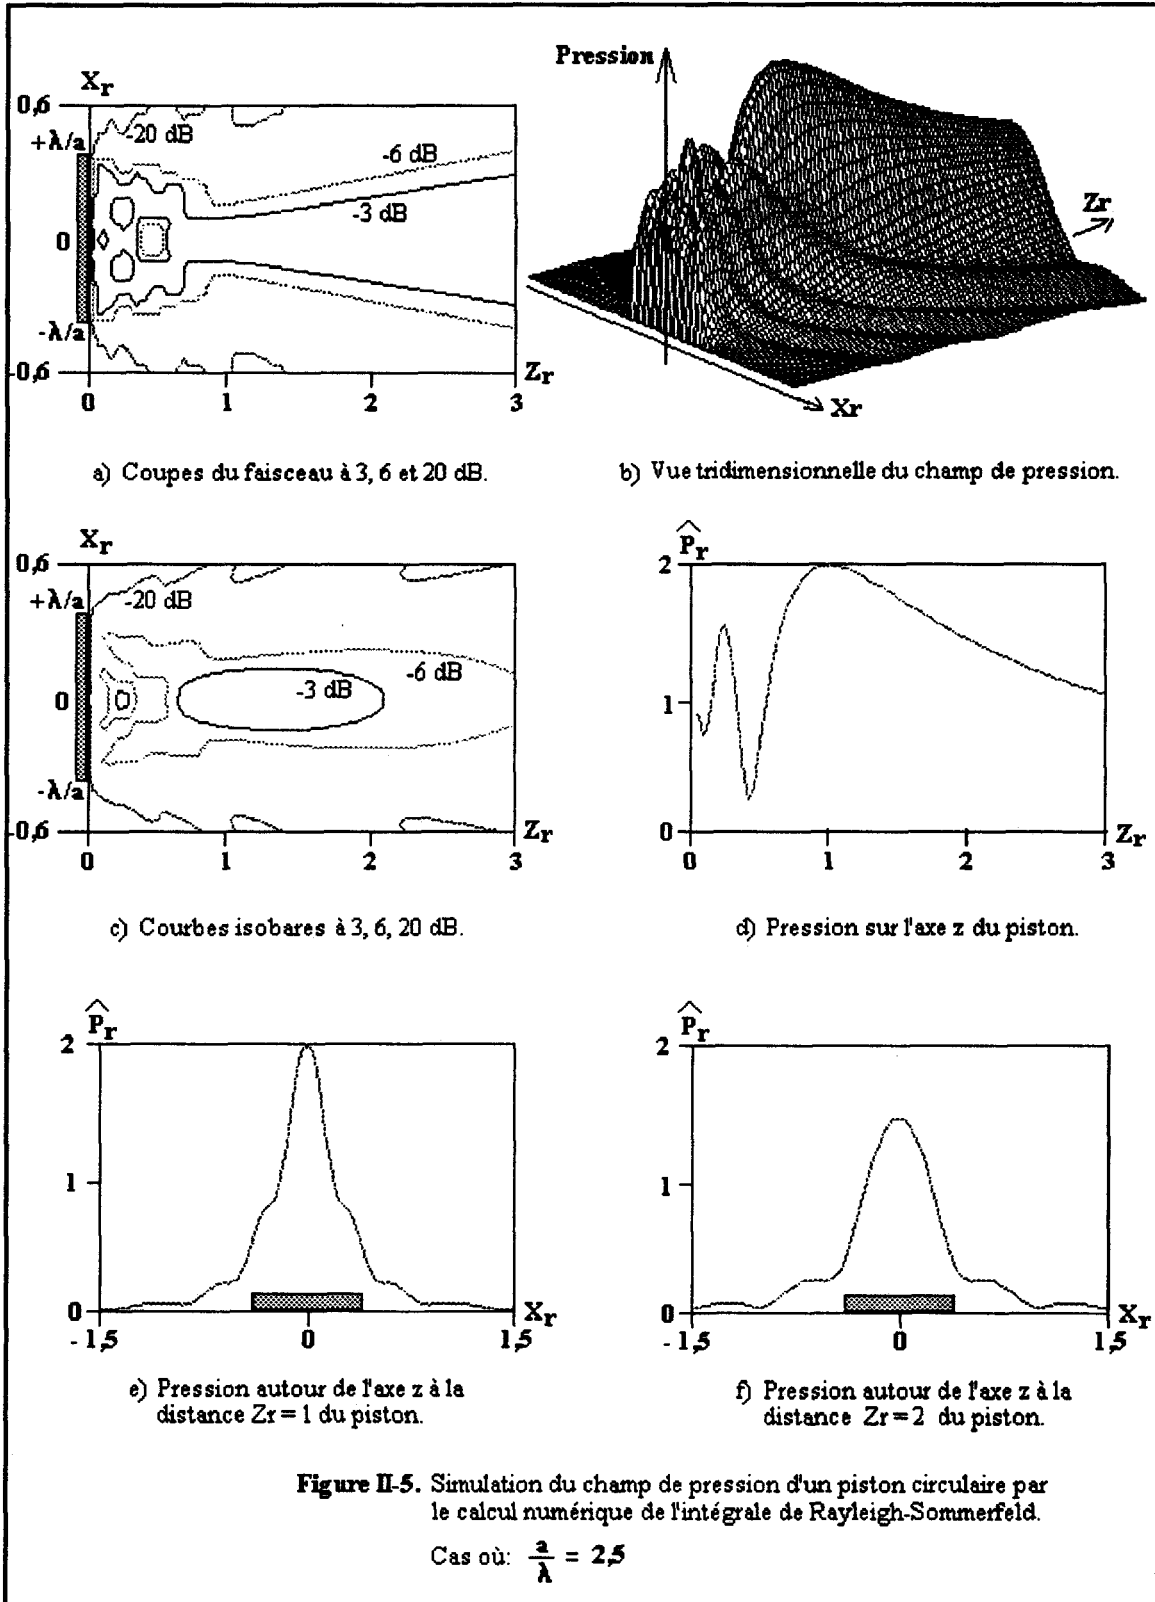 Xr
0,6
+λ/a
0
-λ/a
-0,6
-20 dB
-6 dB
-3 dB
Zr
0 1 2 3
a) Coupes du faisceau à 3, 6 et 20 dB.
Pression
Zr
Xr
b) Vue tridimensionnelle du champ de pression.
Xr
0,6
+λ/a
0
-λ/a
-0,6
-20 dB
-6 dB
-3 dB
Zr
0 1 2 3
c) Courbes isobares à 3, 6, 20 dB.
P̂r
2
1
0
Zr
0 1 2 3
d) Pression sur l'axe z du piston.
P̂r
2
1
0
Xr
- 1,5 0 1,5
e) Pression autour de l'axe z à la
distance Zr = 1 du piston.
P̂r
2
1
0
Xr
- 1,5 0 1,5
f) Pression autour de l'axe z à la
distance Zr = 2 du piston.
Figure II-5. Simulation du champ de pression d'un piston circulaire par
le calcul numérique de l'intégrale de Rayleigh-Sommerfeld.
Cas où: a/λ = 2,5